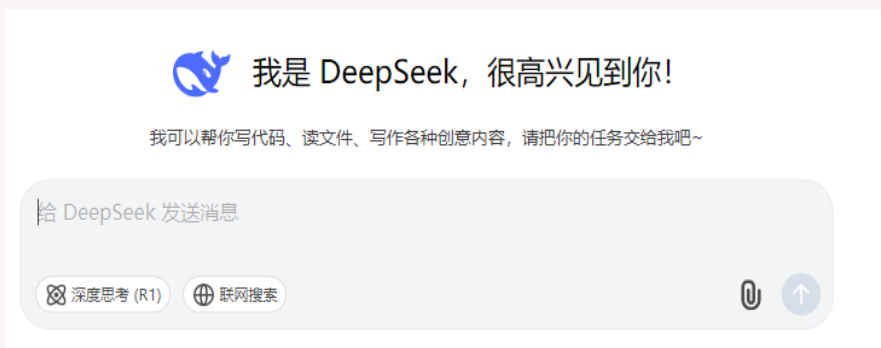 我是 DeepSeek，很高兴见到你！
我可以帮你写代码、读文件、写作各种创意内容，请把你的任务交给我吧~
给 DeepSeek 发送消息
深度思考 (R1) 联网搜索